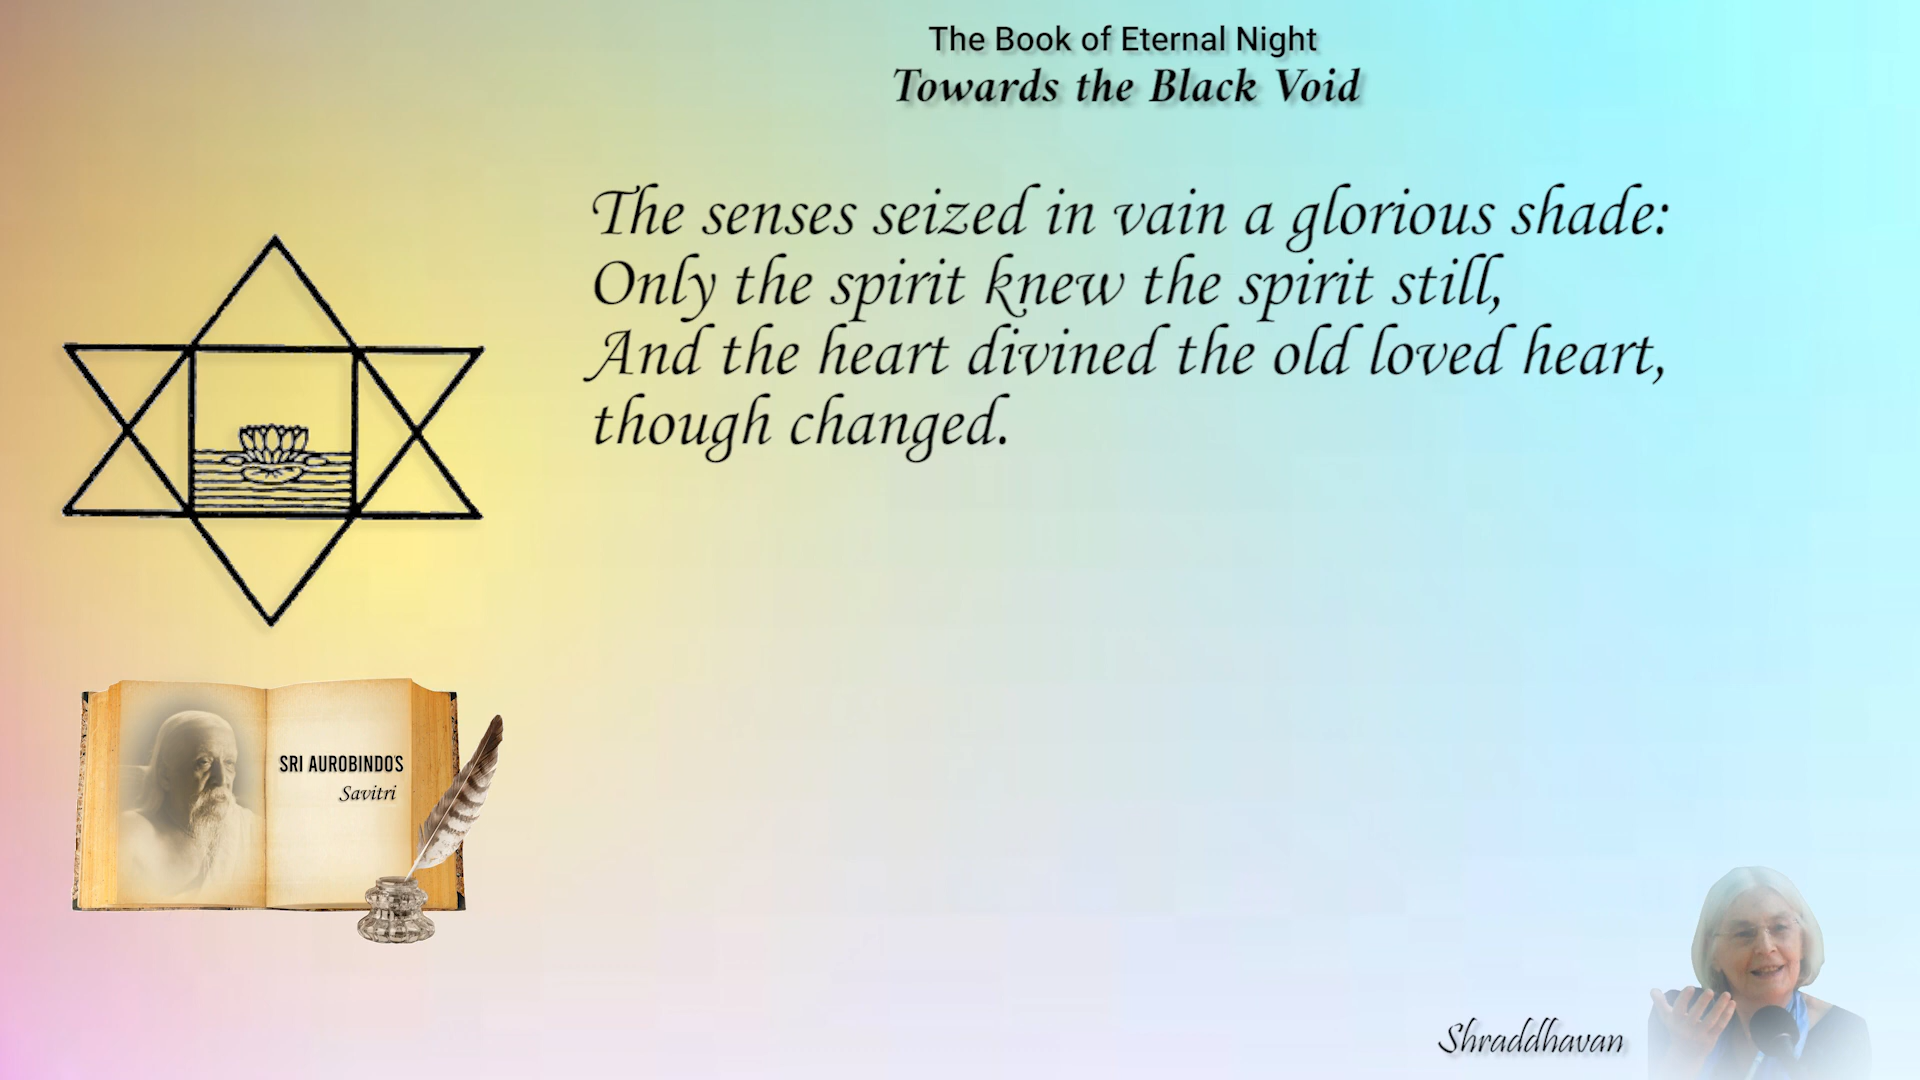 The Book of Eternal Night
Towards the Black Void
The senses seized in vain a glorious shade:
Only the spirit knew the spirit still,
And the heart divined the old loved heart,
though changed.
SRI AUROBINDO'S
Savitri
Shraddhavan